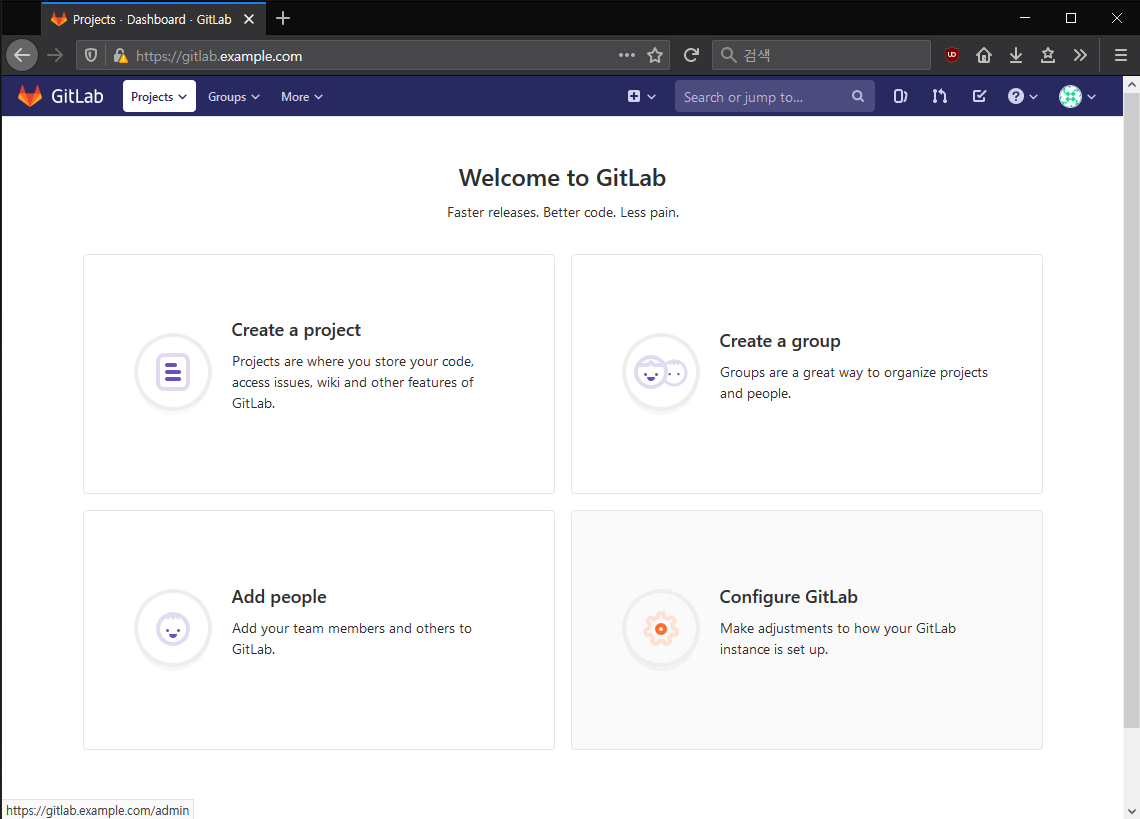 Projects · Dashboard · GitLab
https://gitlab.example.com
검색
UD
GitLab
Projects
Groups
More
Search or jump to...
Welcome to GitLab
Faster releases. Better code. Less pain.
Create a project
Projects are where you store your code,
access issues, wiki and other features of
GitLab.
Create a group
Groups are a great way to organize projects
and people.
Add people
Add your team members and others to
GitLab.
Configure GitLab
Make adjustments to how your GitLab
instance is set up.
https://gitlab.example.com/admin